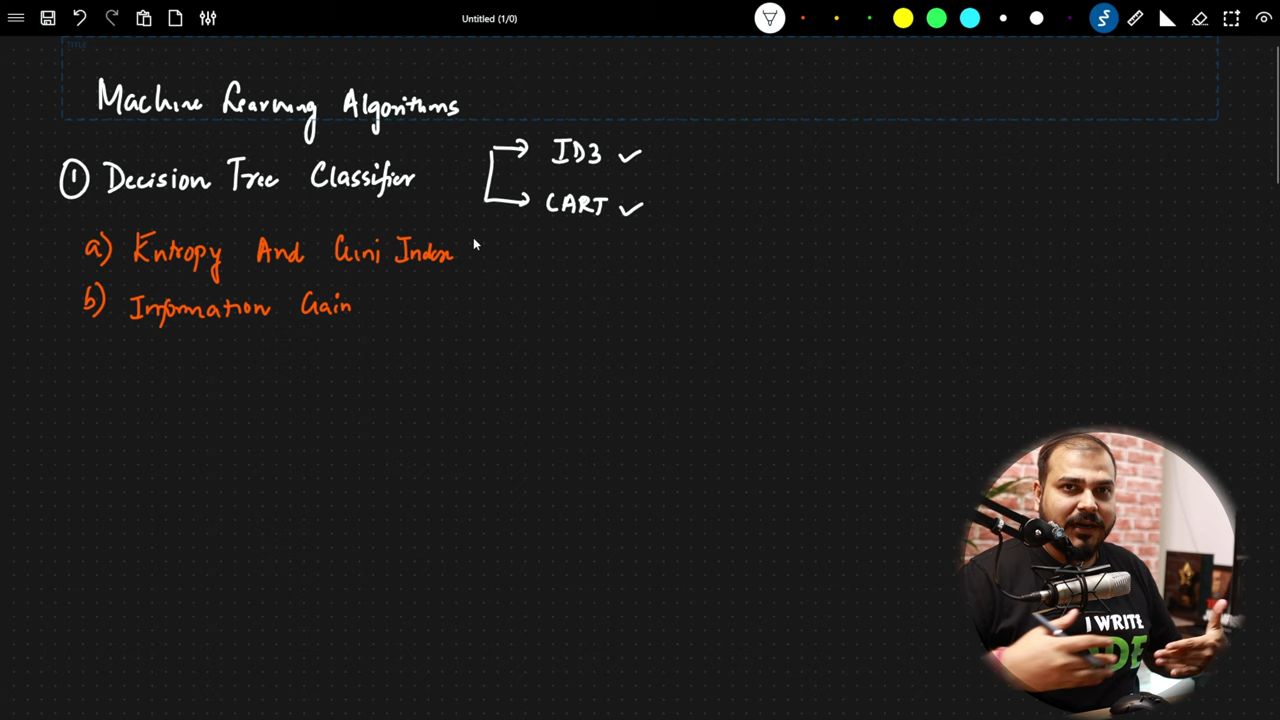 Untitled (1/0)
TITLE
Machine Learning Algorithms
① Decision Tree Classifier
ID3 ✓
CART ✓
a) Entropy And Gini Index
b) Information Gain
I WRITE